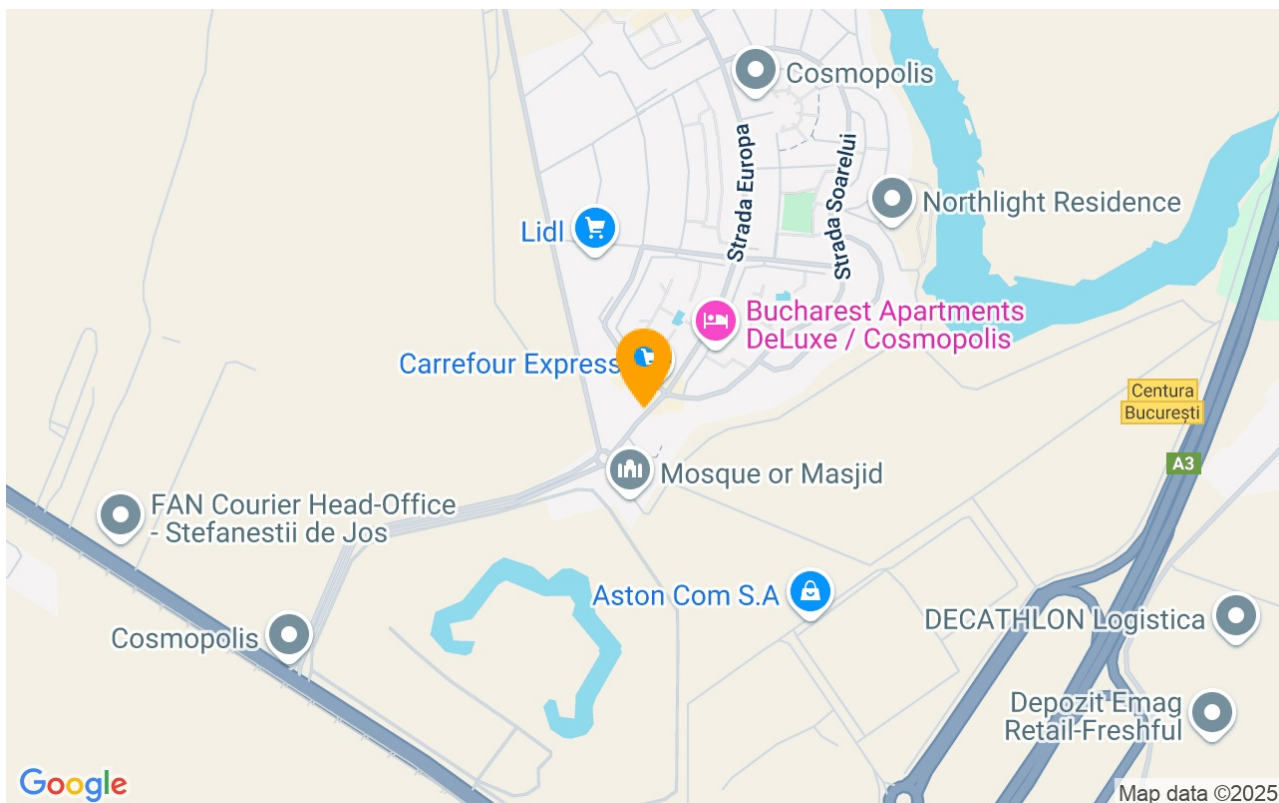 Cosmopolis
Strada Europa
Strada Soarelui
Northlight Residence
Lidl
Bucharest Apartments
DeLuxe / Cosmopolis
Carrefour Express
Centura
București
A3
Mosque or Masjid
FAN Courier Head-Office
- Stefanestii de Jos
Aston Com S.A
DECATHLON Logistica
Cosmopolis
Depozit Emag
Retail-Freshful
Google
Map data ©2025